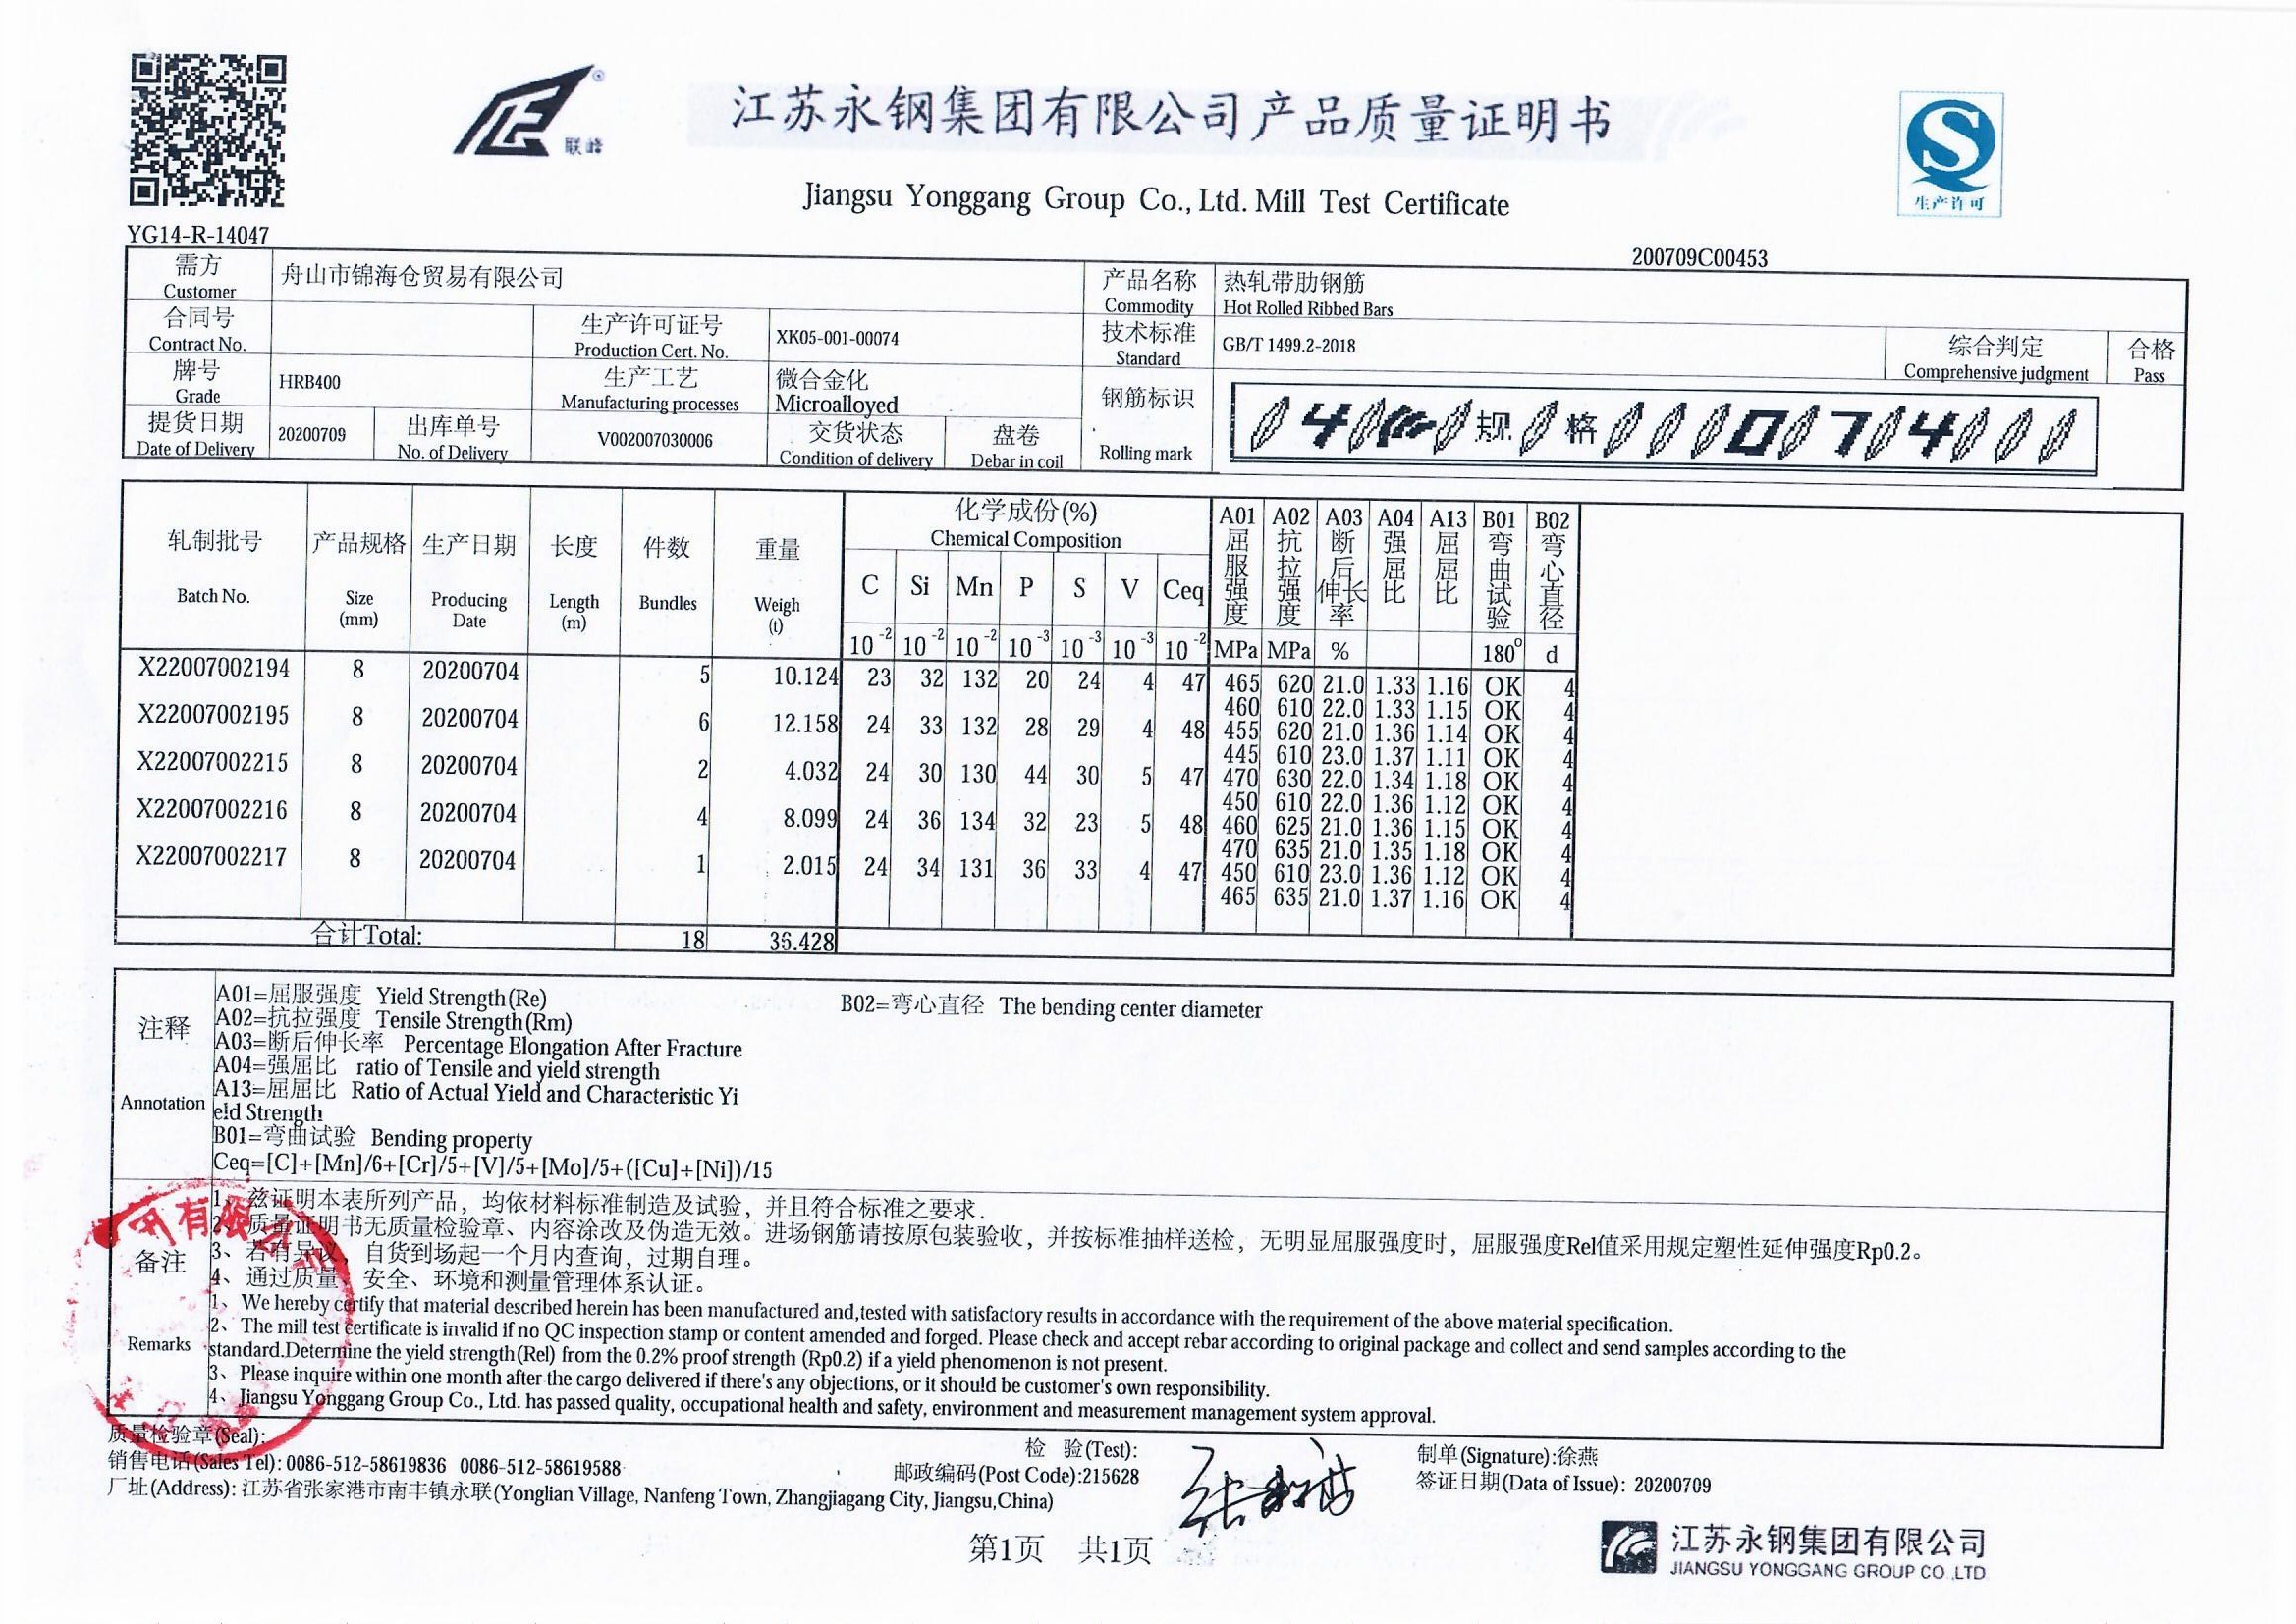 联峰
江苏永钢集团有限公司产品质量证明书
Jiangsu Yonggang Group Co., Ltd. Mill Test Certificate
生产许可
YG14-R-14047
200709C00453
需方 Customer 舟山市锦海仓贸易有限公司 产品名称 Commodity 热轧带肋钢筋 Hot Rolled Ribbed Bars
合同号 Contract No. 生产许可证号 Production Cert. No. XK05-001-00074 技术标准 Standard GB/T 1499.2-2018 综合判定 Comprehensive judgment 合格 Pass
牌号 Grade HRB400 生产工艺 Manufacturing processes 微合金化 Microalloyed 钢筋标识 Rolling mark 4 规 格 0 7 4
提货日期 Date of Delivery 20200709 出库单号 No. of Delivery V002007030006 交货状态 Condition of delivery 盘卷 Debar in coil
轧制批号 产品规格 生产日期 长度 件数 重量 化学成份(%) A01 A02 A03 A04 A13 B01 B02
Chemical Composition 屈服强度 抗拉强度 断后伸长率 强屈比 屈屈比 弯曲试验 弯心直径
Batch No. Size (mm) Producing Date Length (m) Bundles Weigh (t) C Si Mn P S V Ceq
10-2 10-2 10-2 10-3 10-3 10-3 10-2 MPa MPa % 180° d
X22007002194 8 20200704 5 10.124 23 32 132 20 24 4 47 465 620 21.0 1.33 1.16 OK 4
460 610 22.0 1.33 1.15 OK 4
X22007002195 8 20200704 6 12.158 24 33 132 28 29 4 48 455 620 21.0 1.36 1.14 OK 4
445 610 23.0 1.37 1.11 OK 4
X22007002215 8 20200704 2 4.032 24 30 130 44 30 5 47 470 630 22.0 1.34 1.18 OK 4
450 610 22.0 1.36 1.12 OK 4
X22007002216 8 20200704 4 8.099 24 36 134 32 23 5 48 460 625 21.0 1.36 1.15 OK 4
470 635 21.0 1.35 1.18 OK 4
X22007002217 8 20200704 1 2.015 24 34 131 36 33 4 47 450 610 23.0 1.36 1.12 OK 4
465 635 21.0 1.37 1.16 OK 4
合计Total: 18 36.428
注释 Annotation
A01=屈服强度 Yield Strength(Re) B02=弯心直径 The bending center diameter
A02=抗拉强度 Tensile Strength(Rm)
A03=断后伸长率 Percentage Elongation After Fracture
A04=强屈比 ratio of Tensile and yield strength
A13=屈屈比 Ratio of Actual Yield and Characteristic Yi
eld Strength
B01=弯曲试验 Bending property
Ceq=[C]+[Mn]/6+[Cr]/5+[V]/5+[Mo]/5+([Cu]+[Ni])/15
备注 Remarks
1、兹证明本表所列产品，均依材料标准制造及试验，并且符合标准之要求.
2、质量证明书无质量检验章、内容涂改及伪造无效。进场钢筋请按原包装验收，并按标准抽样送检，无明显屈服强度时，屈服强度Rel值采用规定塑性延伸强度Rp0.2。
3、若有异议，自货到场起一个月内查询，过期自理。
4、通过质量、安全、环境和测量管理体系认证。
1、We hereby certify that material described herein has been manufactured and,tested with satisfactory results in accordance with the requirement of the above material specification.
2、The mill test certificate is invalid if no QC inspection stamp or content amended and forged. Please check and accept rebar according to original package and collect and send samples according to the
standard.Determine the yield strength(Rel) from the 0.2% proof strength (Rp0.2) if a yield phenomenon is not present.
3、Please inquire within one month after the cargo delivered if there's any objections, or it should be customer's own responsibility.
4、Jiangsu Yonggang Group Co., Ltd. has passed quality, occupational health and safety, environment and measurement management system approval.
质量检验章(Seal): 检 验(Test): 制单(Signature):徐燕
销售电话(Sales Tel): 0086-512-58619836 0086-512-58619588 邮政编码(Post Code):215628 签证日期(Data of Issue): 20200709
厂址(Address): 江苏省张家港市南丰镇永联(Yonglian Village, Nanfeng Town, Zhangjiagang City, Jiangsu,China)
第1页 共1页
江苏永钢集团有限公司
JIANGSU YONGGANG GROUP CO.,LTD